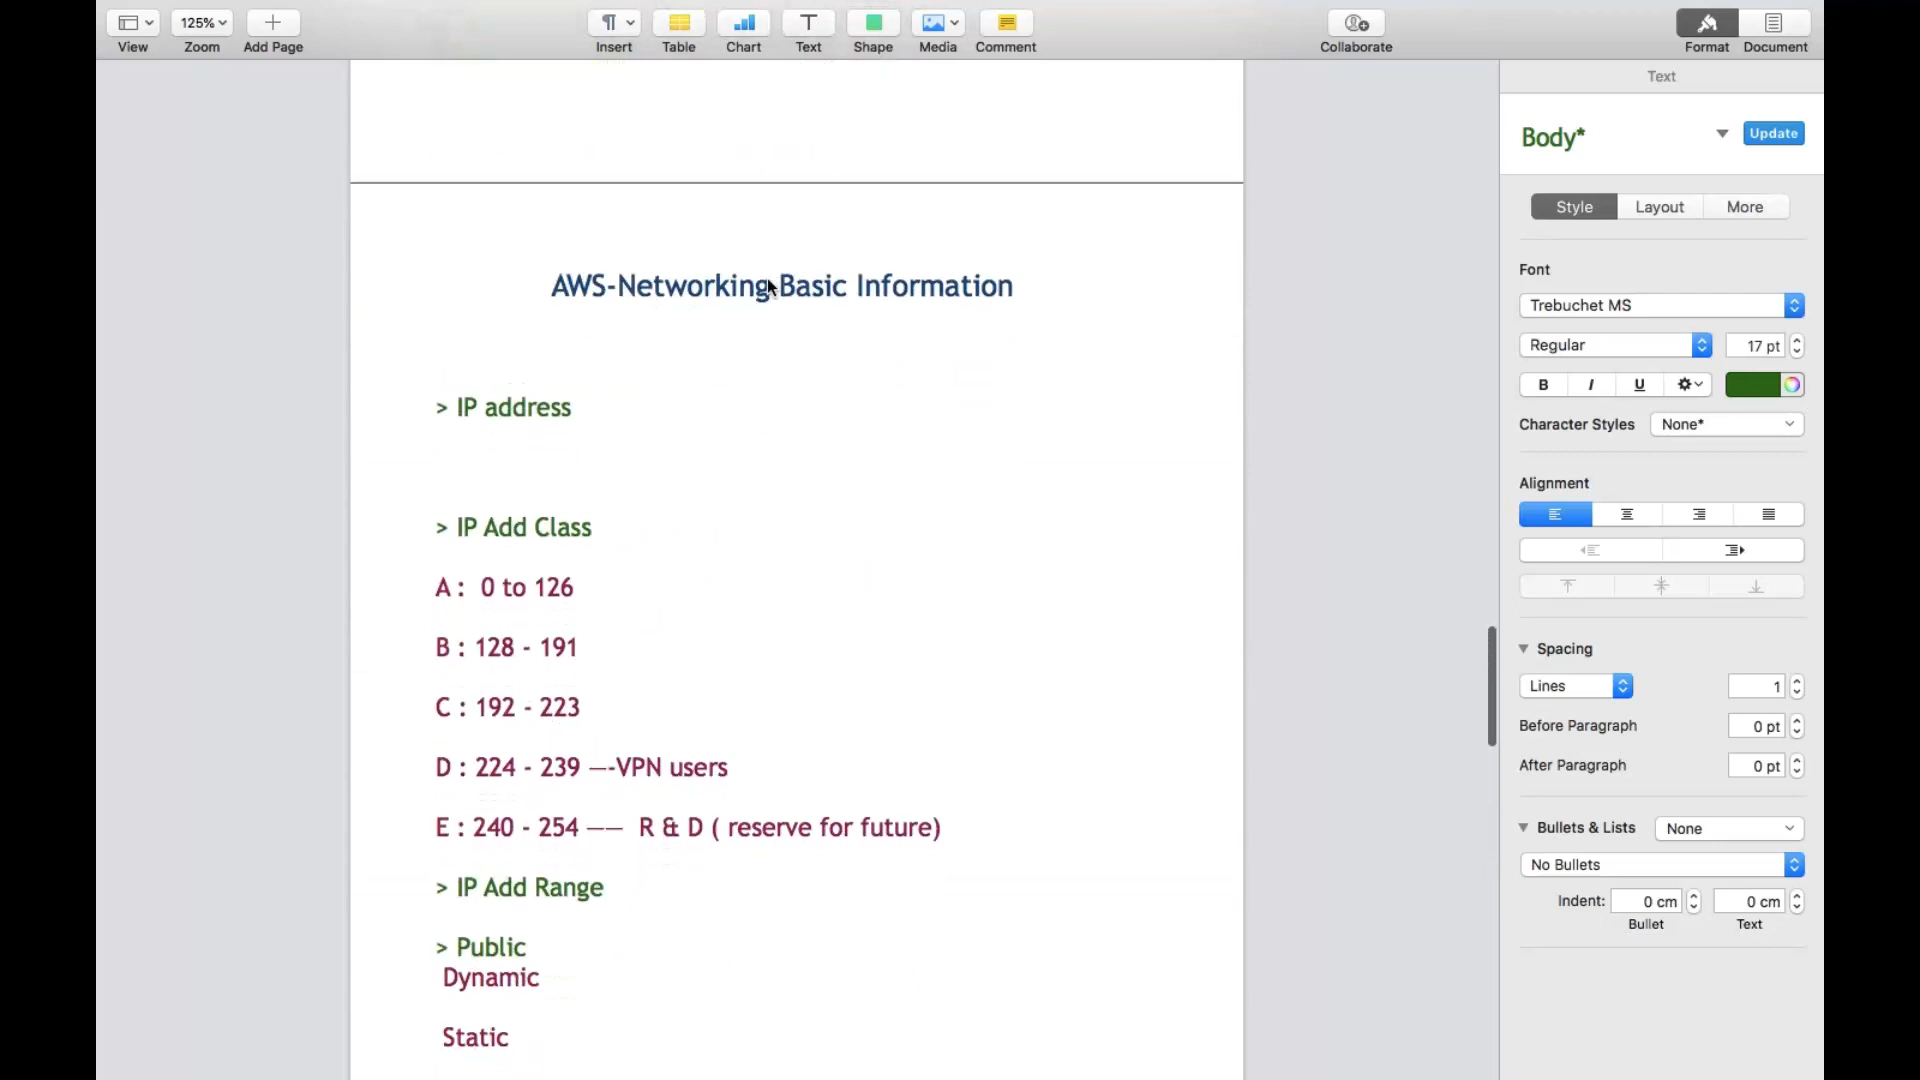 125%
View
Zoom
Add Page
Insert
Table
Chart
Text
Shape
Media
Comment
Collaborate
Format
Document
Text
Body*
Update
Style
Layout
More
Font
Trebuchet MS
Regular
17 pt
B
I
U
Character Styles
None*
Alignment
Spacing
Lines
1
Before Paragraph
0 pt
After Paragraph
0 pt
Bullets & Lists
None
No Bullets
Indent:
0 cm
0 cm
Bullet
Text
AWS-Networking Basic Information
> IP address
> IP Add Class
A :  0 to 126
B : 128 - 191
C : 192 - 223
D : 224 - 239 —-VPN users
E : 240 - 254 ——  R & D ( reserve for future)
> IP Add Range
> Public
Dynamic
Static